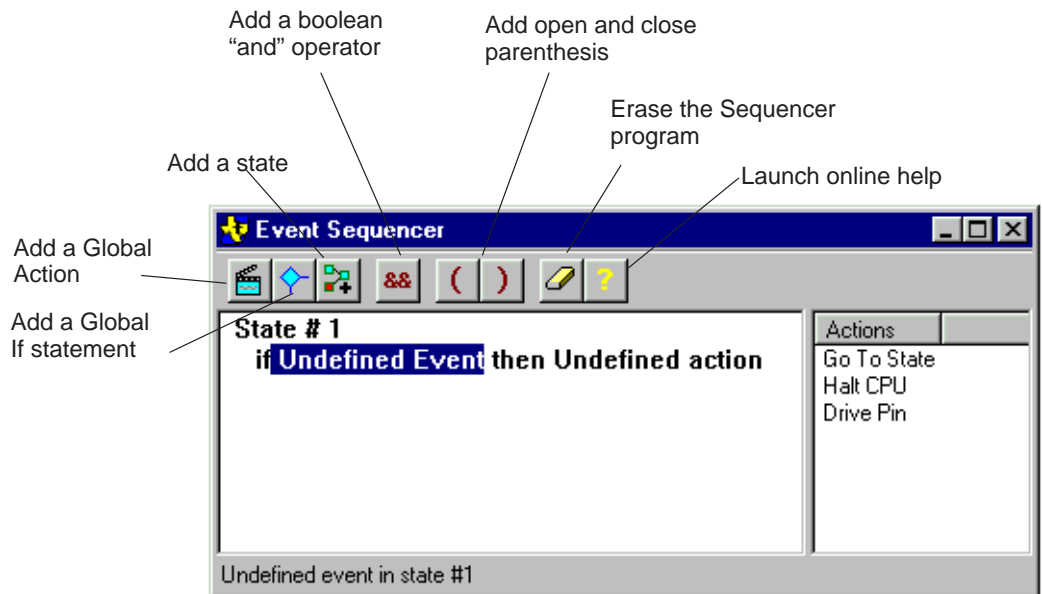 Add a boolean
“and” operator
Add open and close
parenthesis
Erase the Sequencer
program
Add a state
Launch online help
Add a Global
Action
Add a Global
If statement
Event Sequencer
&& ( ) ?
State # 1
if Undefined Event then Undefined action
Actions
Go To State
Halt CPU
Drive Pin
Undefined event in state #1